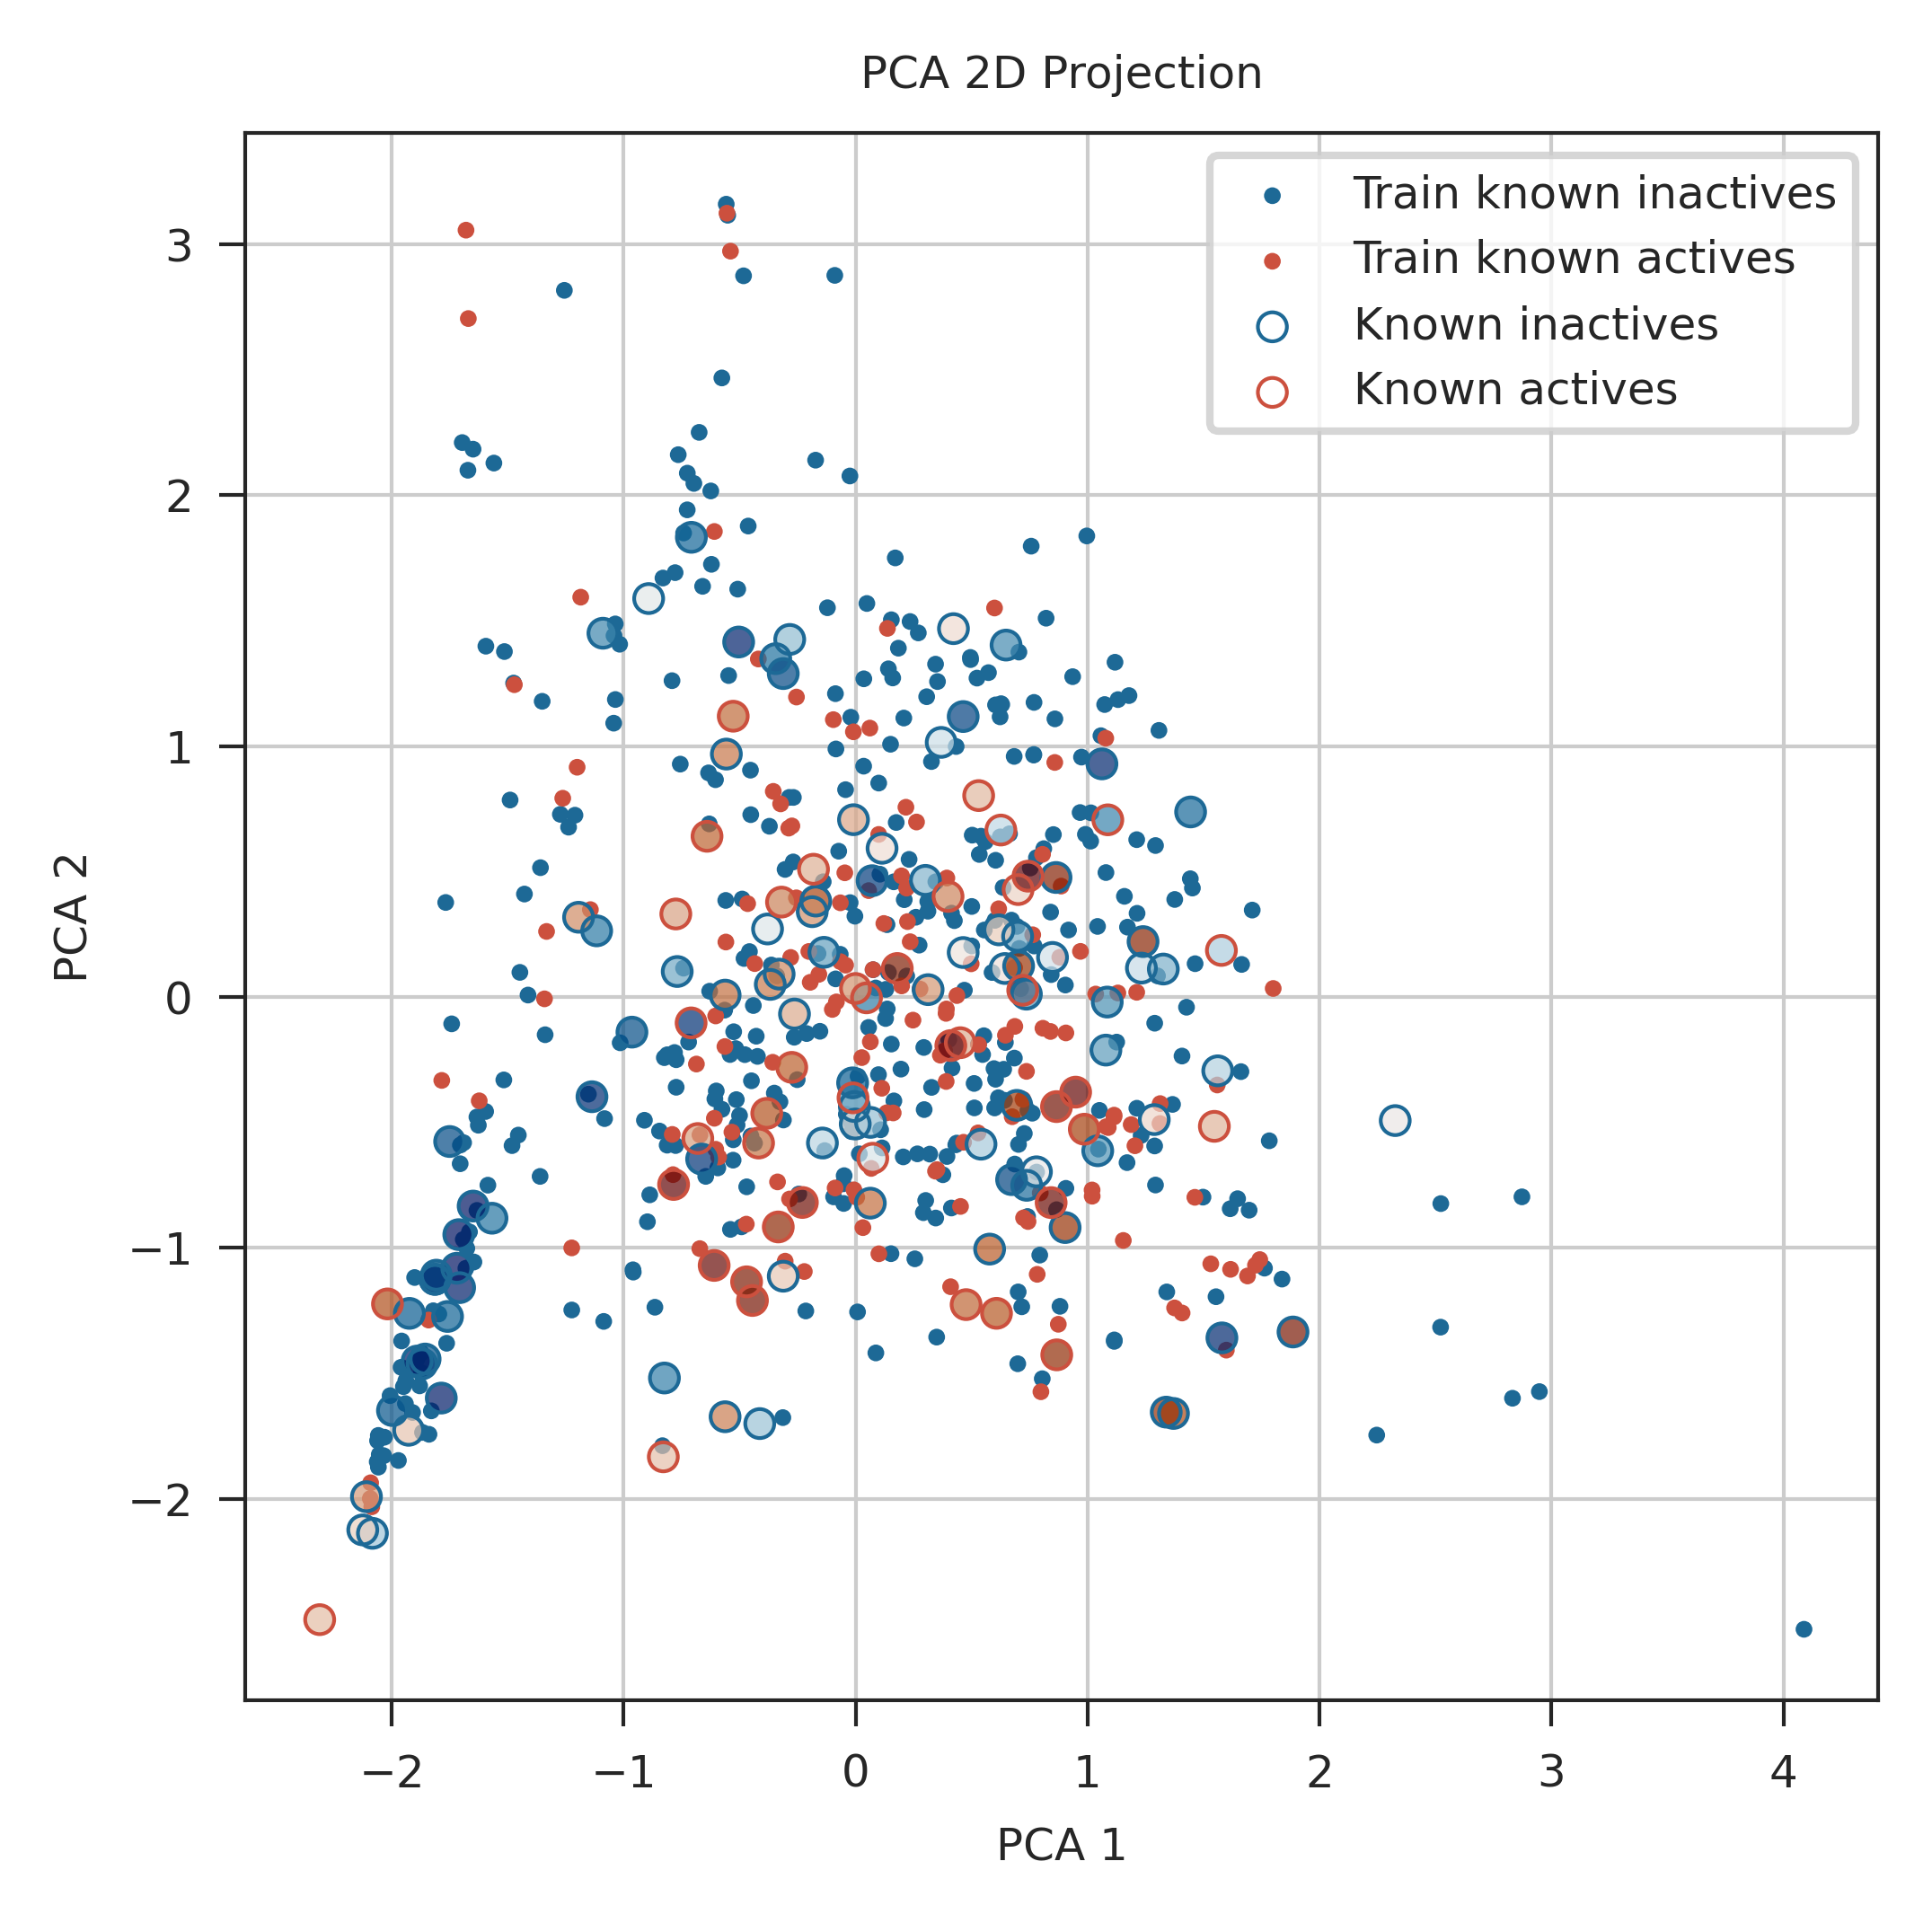 PCA 2D Projection
Train known inactives
Train known actives
Known inactives
Known actives
3
2
1
0
−1
−2
PCA 2
−2
−1
0
1
2
3
4
PCA 1